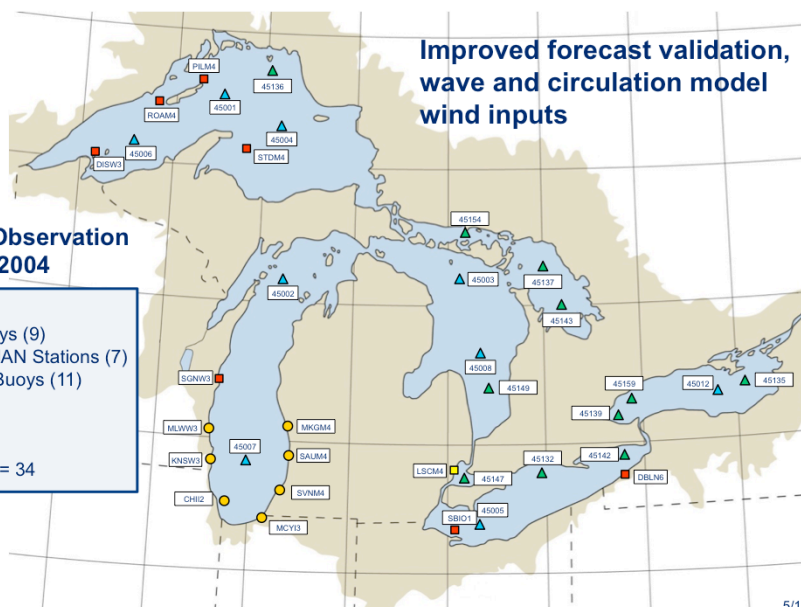 Improved forecast validation,
wave and circulation model
wind inputs
PILM4
45136
45001
ROAM4
45004
DISW3
45006
STDM4
Observation
2004
ys (9)
AN Stations (7)
Buoys (11)
= 34
45154
45002
45003
45137
45143
45008
SGNW3
45149
45159
45012
45135
45139
MLWW3
MKGM4
45007
KNSW3
SAUM4
LSCM4
45147
45132
45142
DBLN6
CHII2
SVNM4
MCYI3
SBIO1
45005
5/1